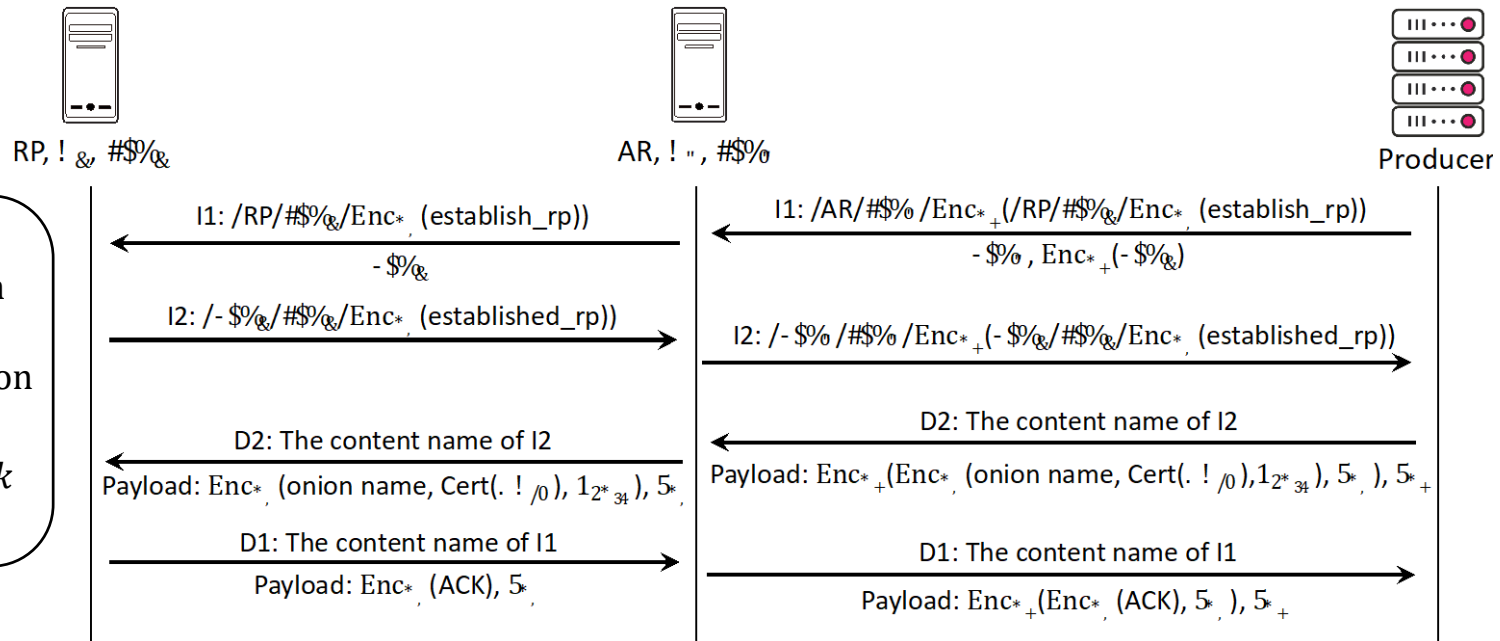 RP, ! &, #$%&
AR, ! ", #$%"
Producer
n
on
k
I1: /RP/#$%&/Enc*, (establish_rp))
- $%&
I1: /AR/#$%" /Enc*+(/RP/#$%&/Enc*, (establish_rp))
- $%", Enc*+(- $%&)
I2: /- $%&/#$%&/Enc*, (established_rp))
I2: /- $%" /#$%" /Enc*+(- $%&/#$%&/Enc*, (established_rp))
D2: The content name of I2
Payload: Enc*, (onion name, Cert(. ! /0), 12*34), 5*,
D2: The content name of I2
Payload: Enc*+(Enc*, (onion name, Cert(. ! /0),12*34), 5*, ), 5*+
D1: The content name of I1
Payload: Enc*, (ACK), 5*,
D1: The content name of I1
Payload: Enc*+(Enc*, (ACK), 5*, ), 5*+